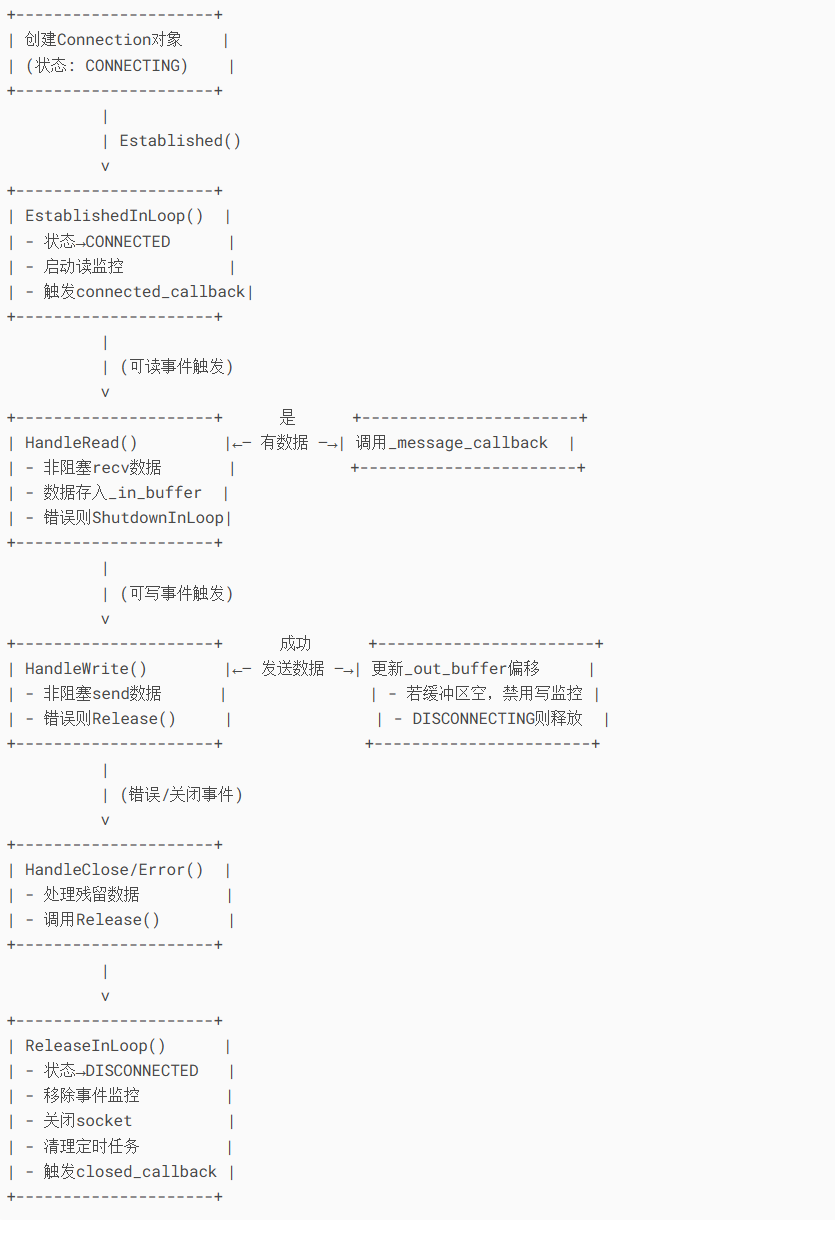 +---------------------+
| 创建Connection对象    |
| (状态: CONNECTING)    |
+---------------------+
          |
          | Established()
          v
+---------------------+
| EstablishedInLoop()  |
| - 状态→CONNECTED      |
| - 启动读监控           |
| - 触发connected_callback|
+---------------------+
          |
          | (可读事件触发)
          v
+---------------------+      是      +-----------------------+
| HandleRead()         |←─ 有数据 ─→| 调用_message_callback  |
| - 非阻塞recv数据       |            +-----------------------+
| - 数据存入_in_buffer  |
| - 错误则ShutdownInLoop|
+---------------------+
          |
          | (可写事件触发)
          v
+---------------------+      成功      +-----------------------+
| HandleWrite()        |←─ 发送数据 ─→| 更新_out_buffer偏移     |
| - 非阻塞send数据      |               | - 若缓冲区空，禁用写监控 |
| - 错误则Release()     |               | - DISCONNECTING则释放  |
+---------------------+               +-----------------------+
          |
          | (错误/关闭事件)
          v
+---------------------+
| HandleClose/Error()  |
| - 处理残留数据         |
| - 调用Release()       |
+---------------------+
          |
          v
+---------------------+
| ReleaseInLoop()      |
| - 状态→DISCONNECTED   |
| - 移除事件监控         |
| - 关闭socket          |
| - 清理定时任务         |
| - 触发closed_callback |
+---------------------+